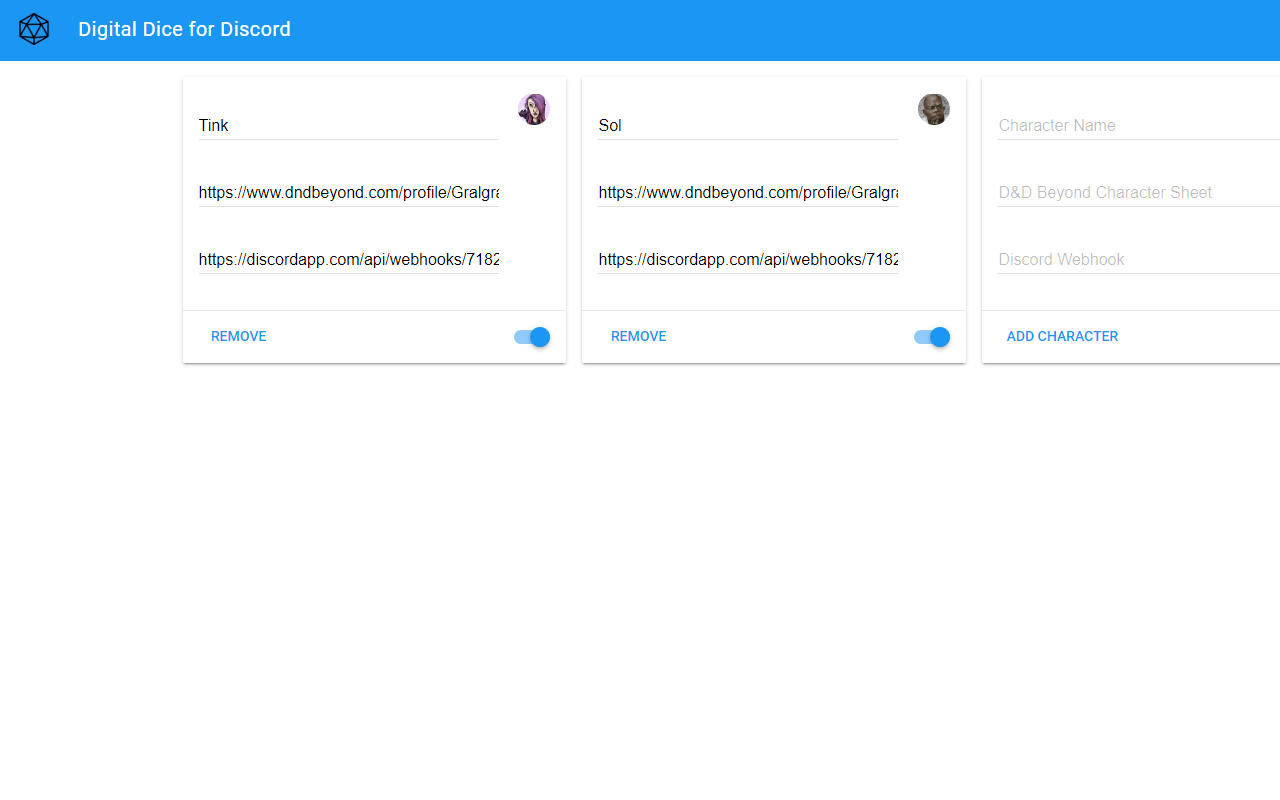 Digital Dice for Discord
Tink
https://www.dndbeyond.com/profile/Gralgra
https://discordapp.com/api/webhooks/7182
REMOVE
Sol
https://www.dndbeyond.com/profile/Gralgra
https://discordapp.com/api/webhooks/7182
REMOVE
Character Name
D&D Beyond Character Sheet
Discord Webhook
ADD CHARACTER